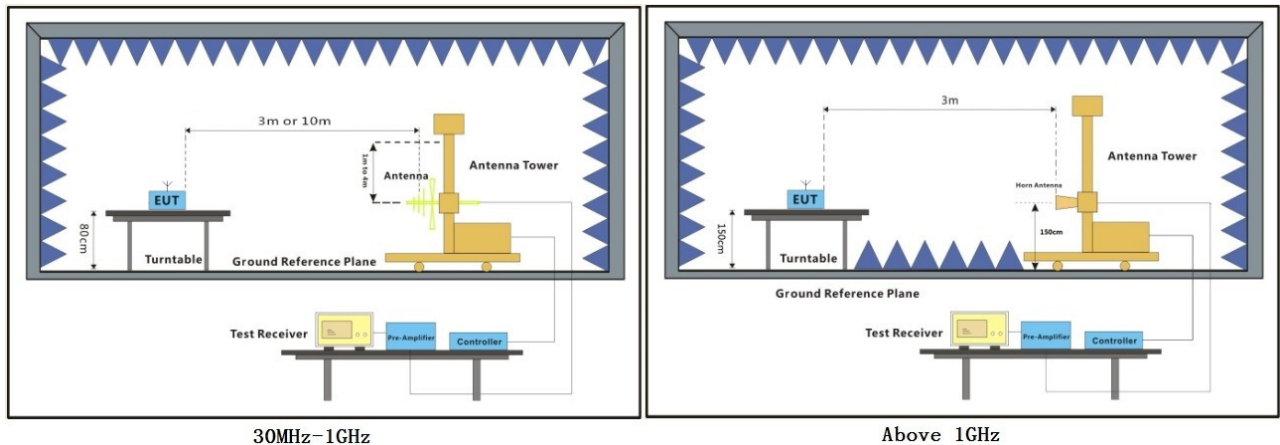 3m or 10m
1m to 4m
Antenna
Antenna Tower
EUT
80cm
Turntable
Ground Reference Plane
Test Receiver
Pre-Amplifier
Controller
30MHz-1GHz
3m
Antenna Tower
Horn Antenna
EUT
150cm
150cm
Turntable
Ground Reference Plane
Test Receiver
Pre-Amplifier
Controller
Above 1GHz